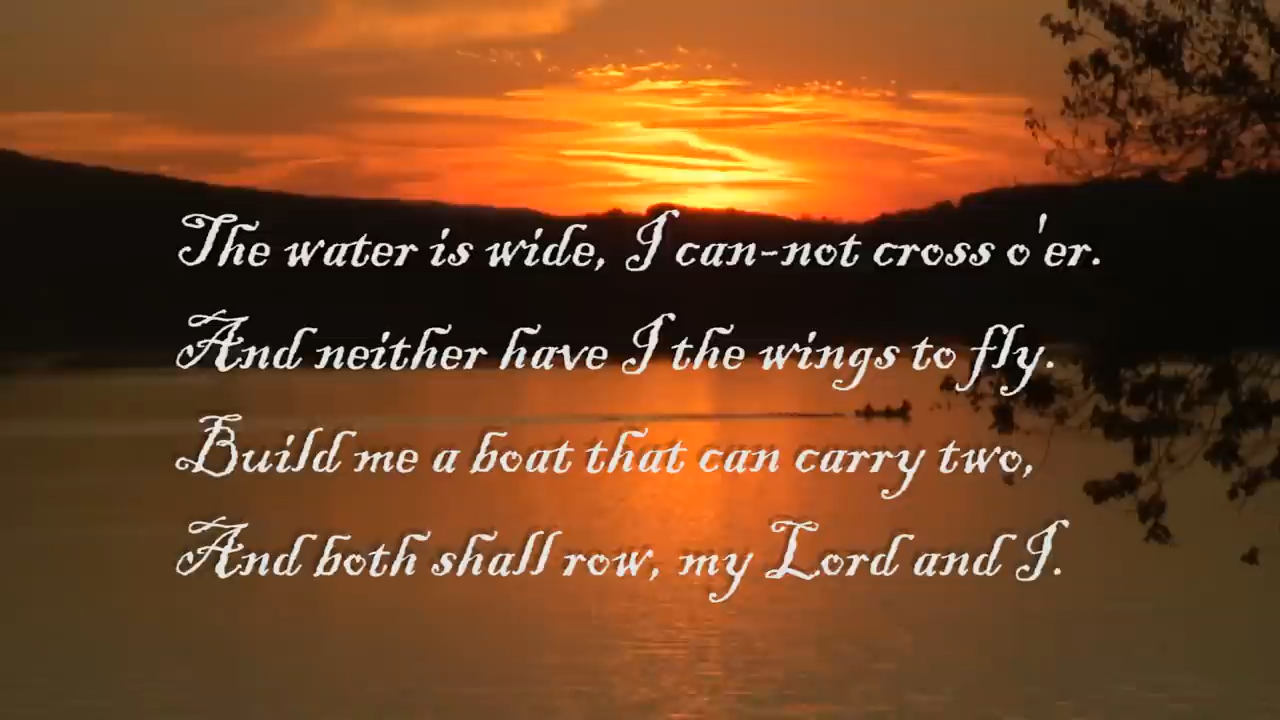 The water is wide, I can-not cross o'er.
And neither have I the wings to fly.
Build me a boat that can carry two,
And both shall row, my Lord and I.